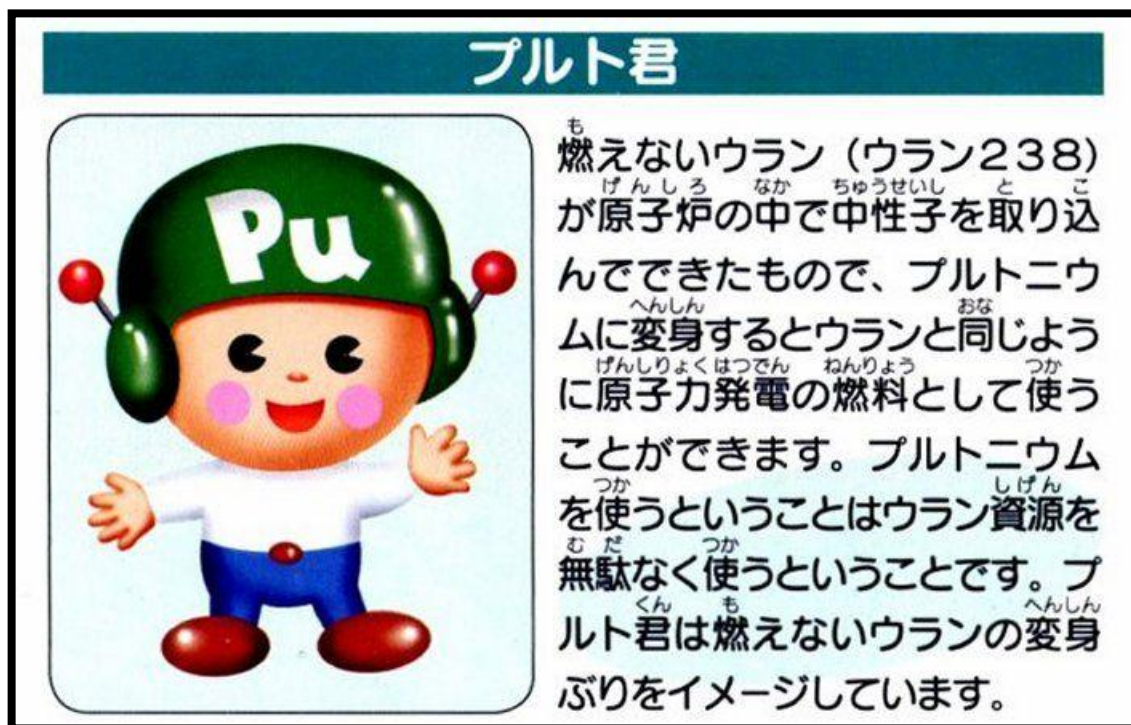 プルト君
Pu
燃えないウラン（ウラン２３８）
が原子炉の中で中性子を取り込
んでできたもので、プルトニウ
ムに変身するとウランと同じよう
に原子力発電の燃料として使う
ことができます。プルトニウム
を使うということはウラン資源を
無駄なく使うということです。プ
ルト君は燃えないウランの変身
ぶりをイメージしています。